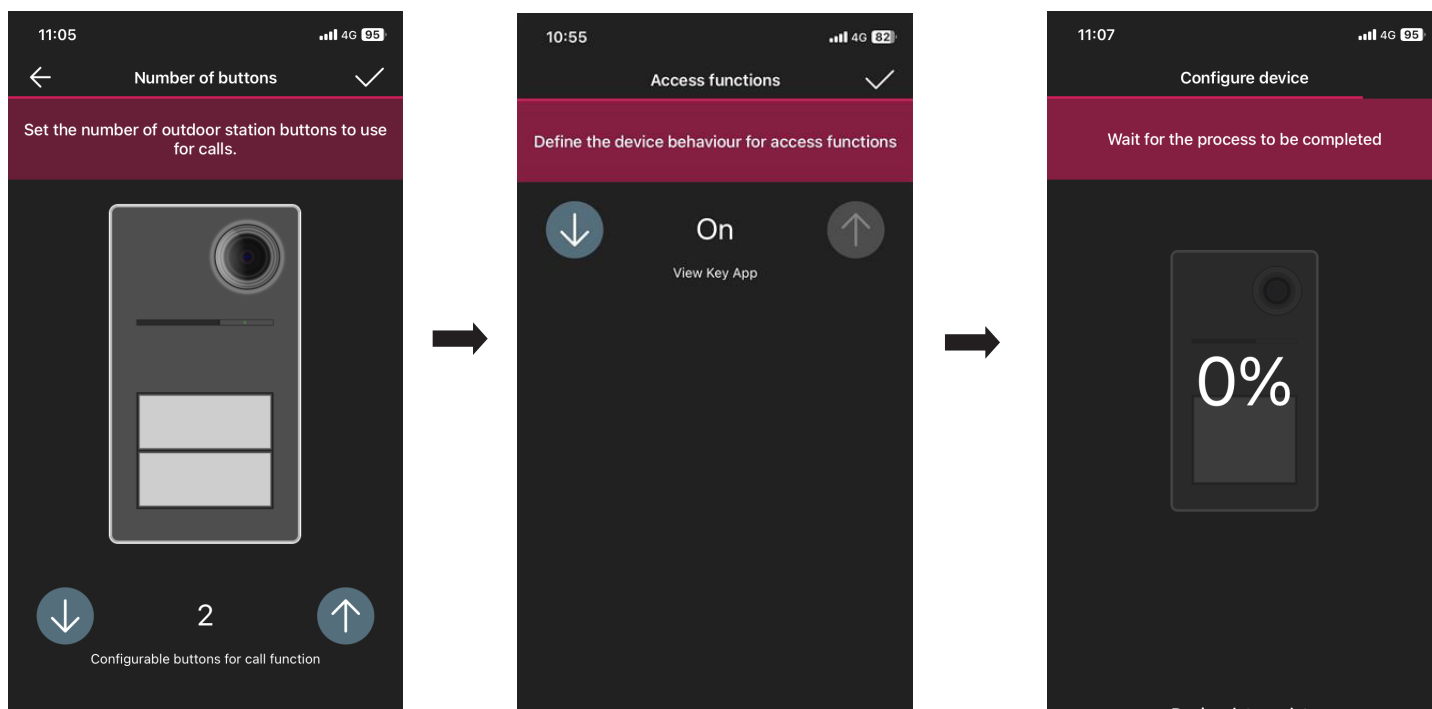 11:05
4G 95
Number of buttons
Set the number of outdoor station buttons to use
for calls.
2
Configurable buttons for call function
10:55
4G 82
Access functions
Define the device behaviour for access functions
On
View Key App
11:07
4G 95
Configure device
Wait for the process to be completed
0%